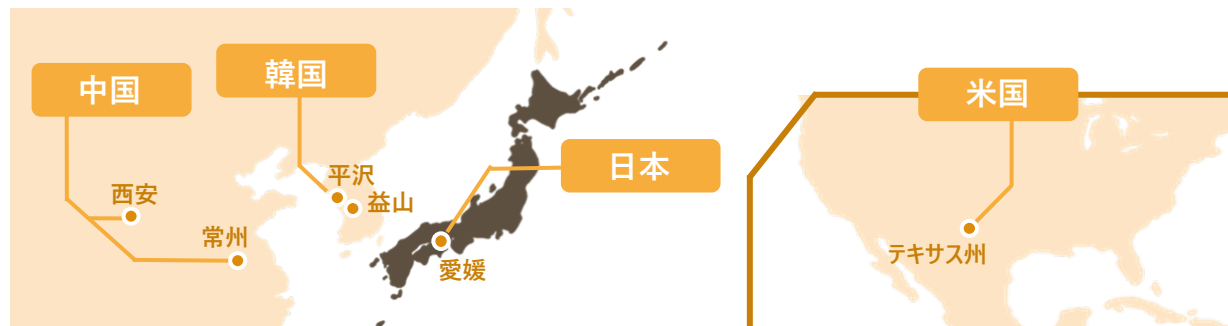 中国
韓国
日本
米国
西安
常州
平沢
益山
愛媛
テキサス州